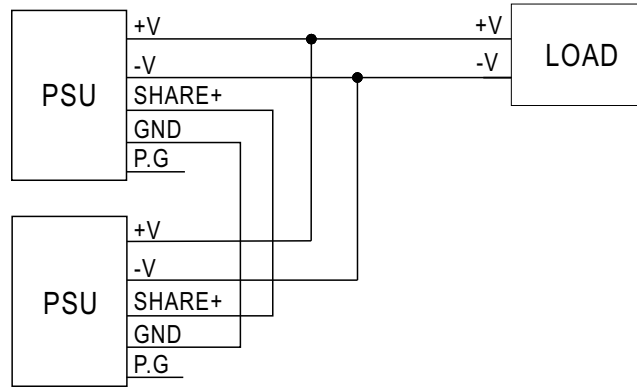 +V
-V
PSU
SHARE+
GND
P.G
+V
-V
LOAD
+V
-V
PSU
SHARE+
GND
P.G